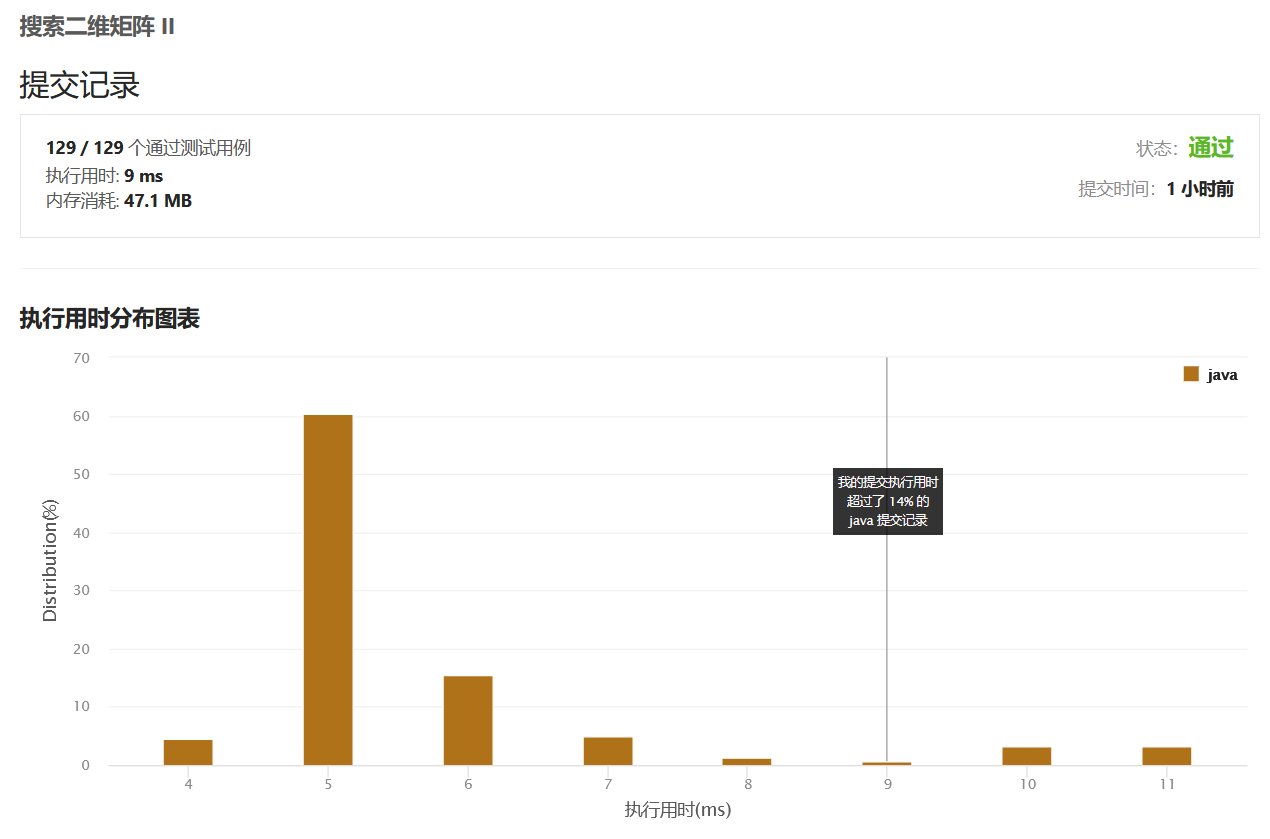 搜索二维矩阵 II
提交记录
129 / 129 个通过测试用例
状态：通过
执行用时: 9 ms
提交时间：1 小时前
内存消耗: 47.1 MB
执行用时分布图表
java
70
60
50
40
30
20
10
0
Distribution(%)
我的提交执行用时
超过了 14% 的
java 提交记录
4 5 6 7 8 9 10 11
执行用时(ms)